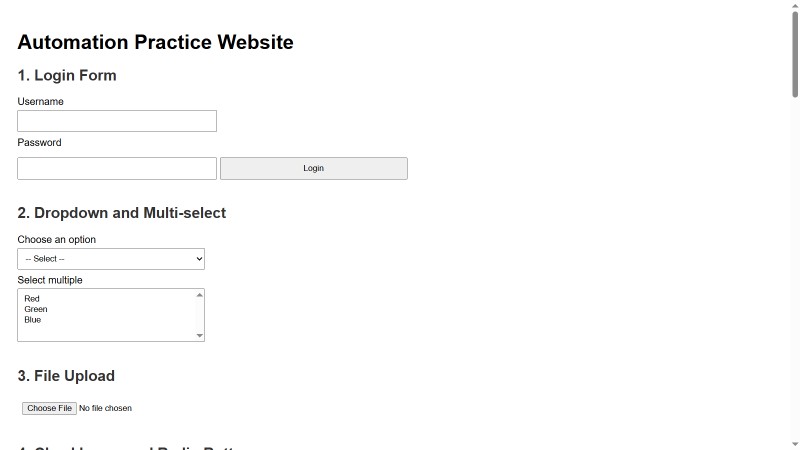 Automation Practice Website
1. Login Form
Username
Password
Login
2. Dropdown and Multi-select
Choose an option
-- Select --
Select multiple
Red
Green
Blue
3. File Upload
Choose File No file chosen